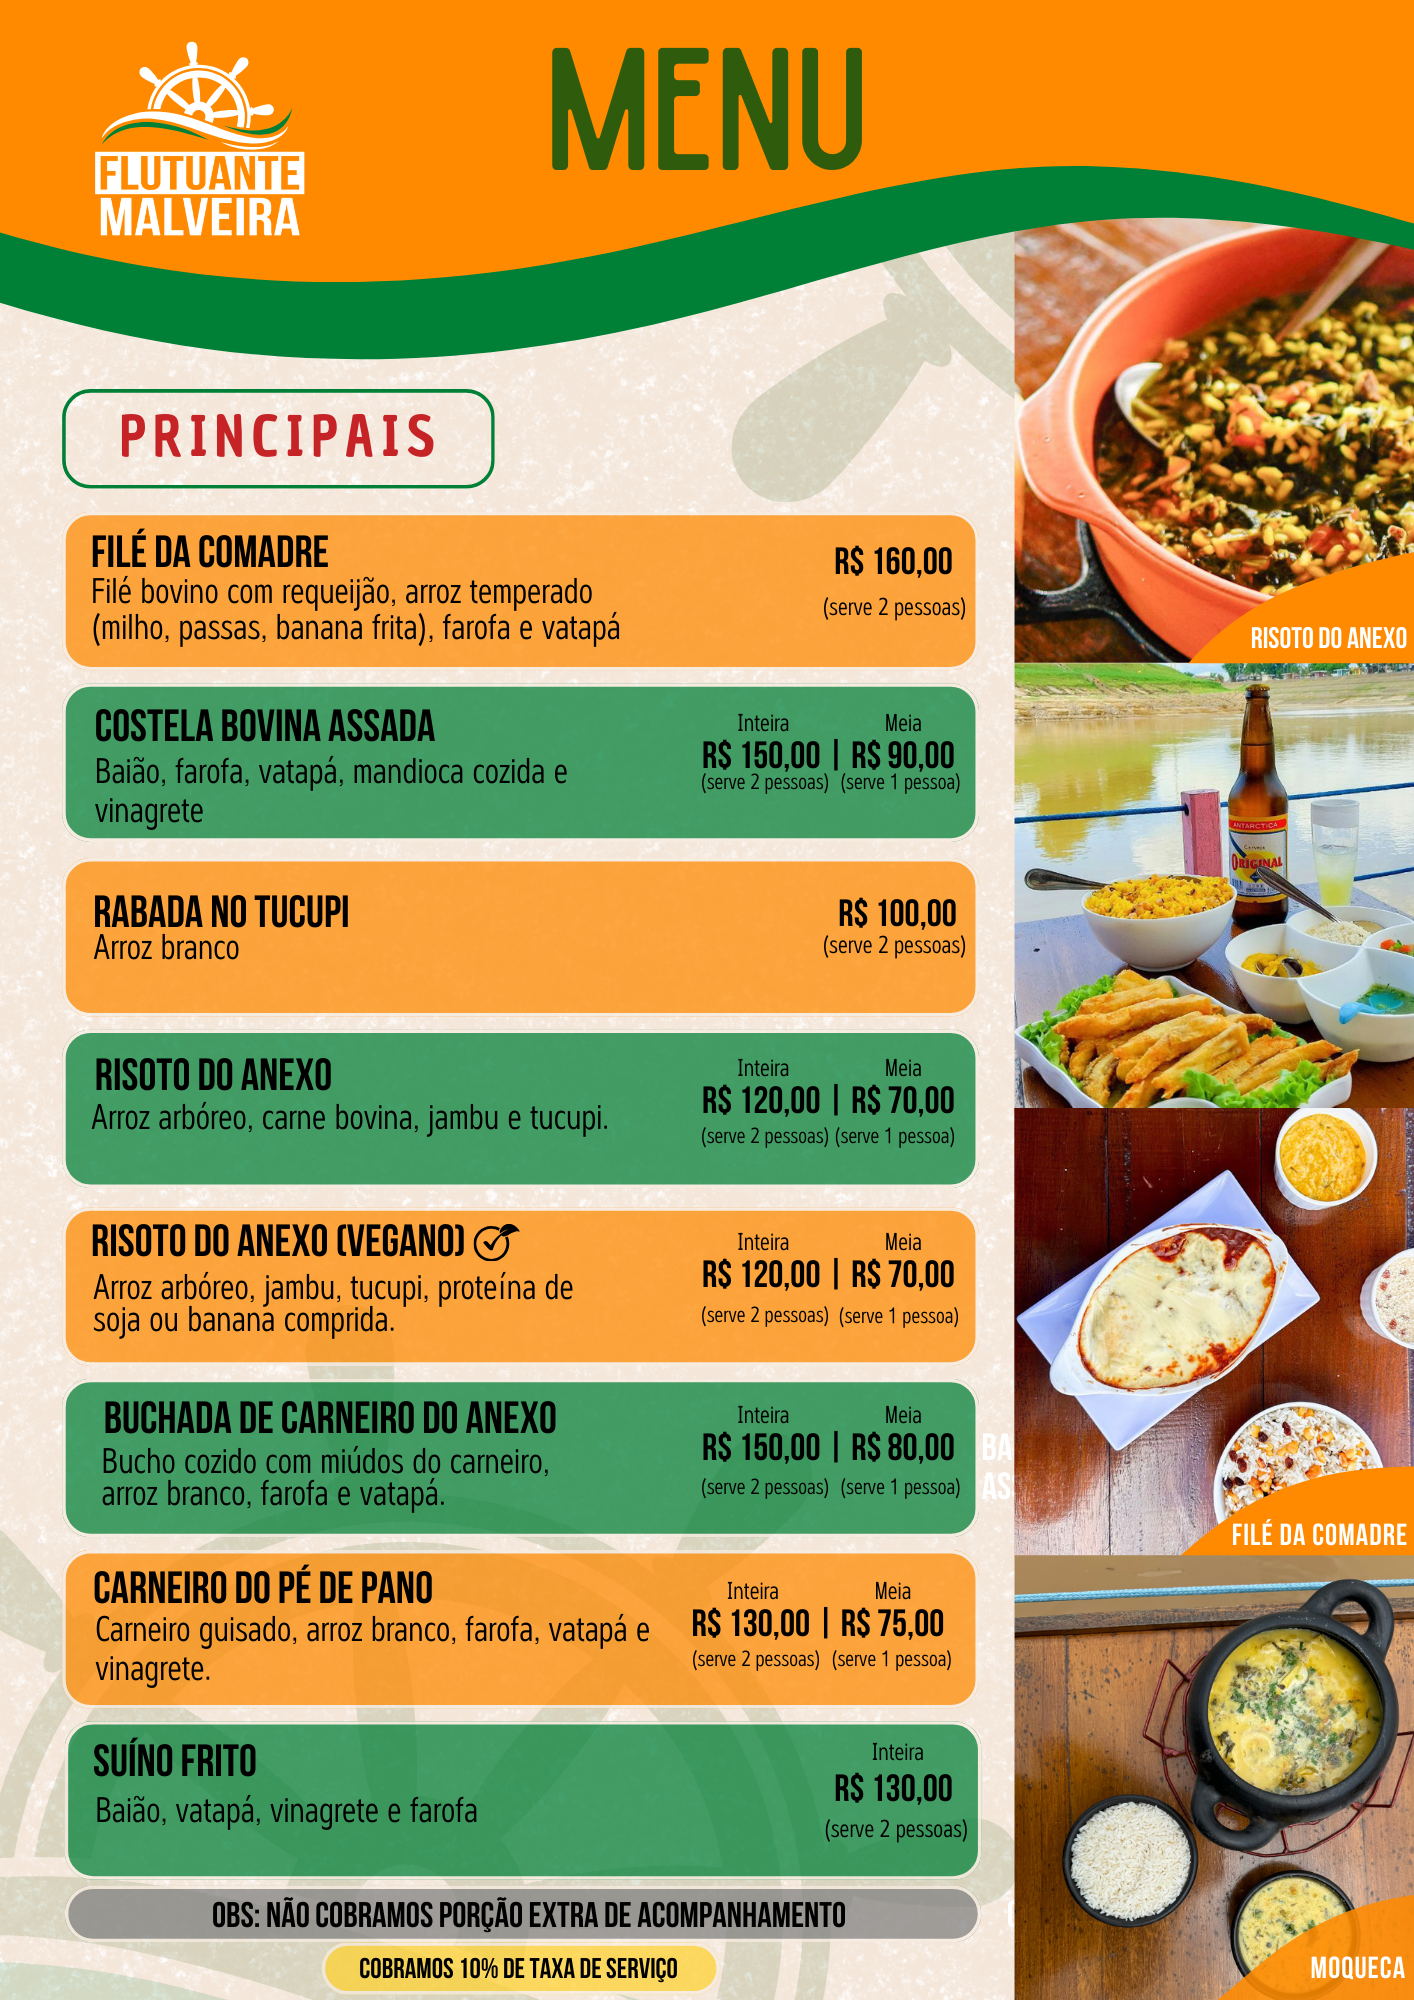 FLUTUANTE
MALVEIRA
MENU
PRINCIPAIS
FILÉ DA COMADRE
Filé bovino com requeijão, arroz temperado
(milho, passas, banana frita), farofa e vatapá
R$ 160,00
(serve 2 pessoas)
COSTELA BOVINA ASSADA
Baião, farofa, vatapá, mandioca cozida e
vinagrete
Inteira Meia
R$ 150,00 | R$ 90,00
(serve 2 pessoas) (serve 1 pessoa)
RABADA NO TUCUPI
Arroz branco
R$ 100,00
(serve 2 pessoas)
RISOTO DO ANEXO
Arroz arbóreo, carne bovina, jambu e tucupi.
Inteira Meia
R$ 120,00 | R$ 70,00
(serve 2 pessoas) (serve 1 pessoa)
RISOTO DO ANEXO (VEGANO)
Arroz arbóreo, jambu, tucupi, proteína de
soja ou banana comprida.
Inteira Meia
R$ 120,00 | R$ 70,00
(serve 2 pessoas) (serve 1 pessoa)
BUCHADA DE CARNEIRO DO ANEXO
Bucho cozido com miúdos do carneiro,
arroz branco, farofa e vatapá.
Inteira Meia
R$ 150,00 | R$ 80,00
(serve 2 pessoas) (serve 1 pessoa)
BA
AS
CARNEIRO DO PÉ DE PANO
Carneiro guisado, arroz branco, farofa, vatapá e
vinagrete.
Inteira Meia
R$ 130,00 | R$ 75,00
(serve 2 pessoas) (serve 1 pessoa)
SUÍNO FRITO
Baião, vatapá, vinagrete e farofa
Inteira
R$ 130,00
(serve 2 pessoas)
OBS: NÃO COBRAMOS PORÇÃO EXTRA DE ACOMPANHAMENTO
COBRAMOS 10% DE TAXA DE SERVIÇO
RISOTO DO ANEXO
ANTARCTICA
Cerveja
ORIGINAL
FILÉ DA COMADRE
MOQUECA